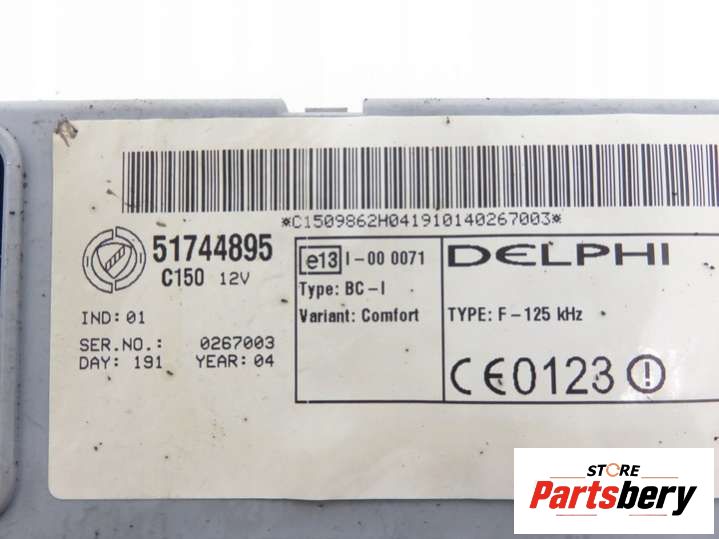 *C1509862H041910140267003*
51744895
C150 12V
IND: 01
SER.NO.: 0267003
DAY: 191 YEAR: 04
e13 I-00 0071
Type: BC-I
Variant: Comfort
DELPHI
TYPE: F-125 kHz
CE0123
STORE
Partsbery